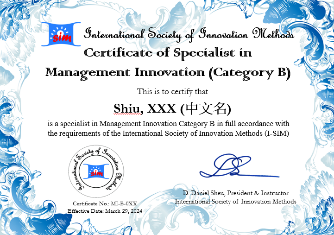 International Society of Innovation Methods
Certificate of Specialist in
Management Innovation (Category B)
This is to certify that
Shiu, XXX (中文名)
is a specialist in Management Innovation Category B in full accordance with
the requirements of the International Society of Innovation Methods (I-SIM)
D. Daniel Sheu, President & Instructor
International Society of Innovation Methods
Certificate No.:
Effective Date: March 29, 2024